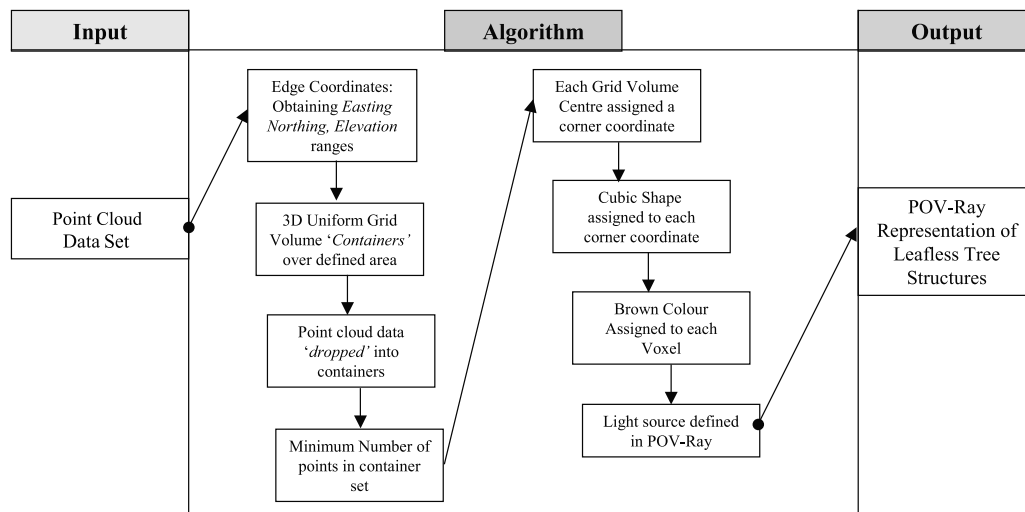 Input
Algorithm
Output
Point Cloud
Data Set
Edge Coordinates:
Obtaining Easting
Northing, Elevation
ranges
3D Uniform Grid
Volume ‘Containers’
over defined area
Point cloud data
‘dropped’ into
containers
Minimum Number of
points in container
set
Each Grid Volume
Centre assigned a
corner coordinate
Cubic Shape
assigned to each
corner coordinate
Brown Colour
Assigned to each
Voxel
Light source defined
in POV-Ray
POV-Ray
Representation of
Leafless Tree
Structures